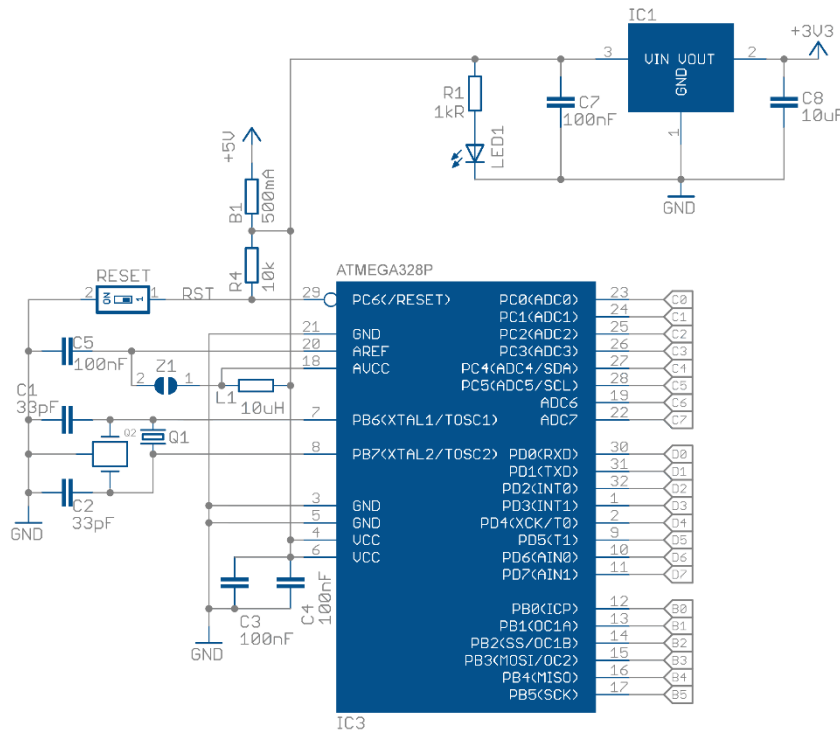 IC1
+3V3
3
VIN VOUT
2
GND
1
R1
1kR
LED1
C7
100nF
C8
10uF
GND
+5V
B1
500mA
R4
10k
ATMEGA328P
RESET
2
ON
1
1
RST
29
PC6(/RESET)
21
GND
20
AREF
18
AVCC
C5
100nF
Z1
2
1
L1
10uH
C1
33pF
Q2
Q1
7
PB6(XTAL1/TOSC1)
8
PB7(XTAL2/TOSC2)
C2
33pF
GND
3
GND
5
GND
4
VCC
6
VCC
C3
100nF
C4
100nF
GND
PC0(ADC0) 23 C0
PC1(ADC1) 24 C1
PC2(ADC2) 25 C2
PC3(ADC3) 26 C3
PC4(ADC4/SDA) 27 C4
PC5(ADC5/SCL) 28 C5
ADC6 19 C6
ADC7 22 C7
PD0(RXD) 30 D0
PD1(TXD) 31 D1
PD2(INT0) 32 D2
PD3(INT1) 1 D3
PD4(XCK/T0) 2 D4
PD5(T1) 9 D5
PD6(AIN0) 10 D6
PD7(AIN1) 11 D7
PB0(ICP) 12 B0
PB1(OC1A) 13 B1
PB2(SS/OC1B) 14 B2
PB3(MOSI/OC2) 15 B3
PB4(MISO) 16 B4
PB5(SCK) 17 B5
IC3